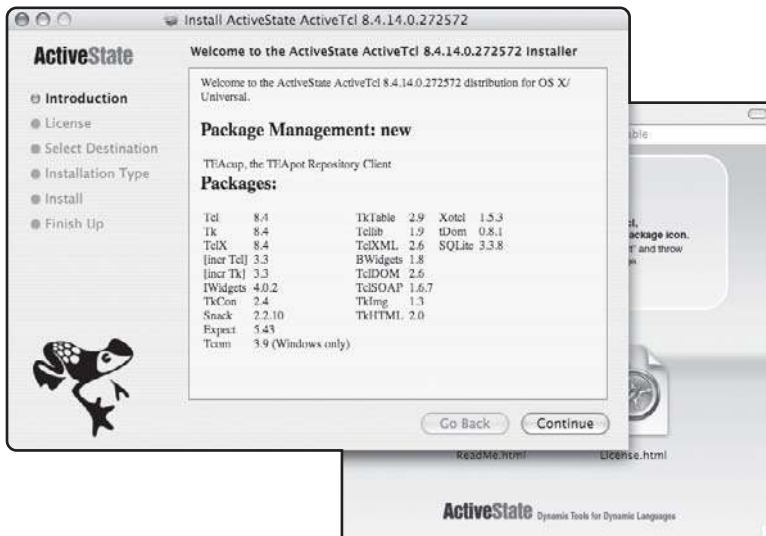 Install ActiveState ActiveTcl 8.4.14.0.272572
ActiveState
Welcome to the ActiveState ActiveTcl 8.4.14.0.272572 Installer
Introduction
License
Select Destination
Installation Type
Install
Finish Up
Welcome to the ActiveState ActiveTcl 8.4.14.0.272572 distribution for OS X/
Universal.
Package Management: new
TEAcup, the TEApot Repository Client
Packages:
Tcl 8.4 TkTable 2.9 Xotcl 1.5.3
Tk 8.4 Tcllib 1.9 tDom 0.8.1
TclX 8.4 TclXML 2.6 SQLite 3.3.8
[incr Tcl] 3.3 BWidgets 1.8
[incr Tk] 3.3 TclDOM 2.6
IWidgets 4.0.2 TclSOAP 1.6.7
TkCon 2.4 TkImg 1.3
Snack 2.2.10 TkHTML 2.0
Expect 5.43
Tcom 3.9 (Windows only)
Go Back
Continue
package icon.
and throw
ReadMe.html
License.html
ActiveState Dynamic Tools for Dynamic Languages